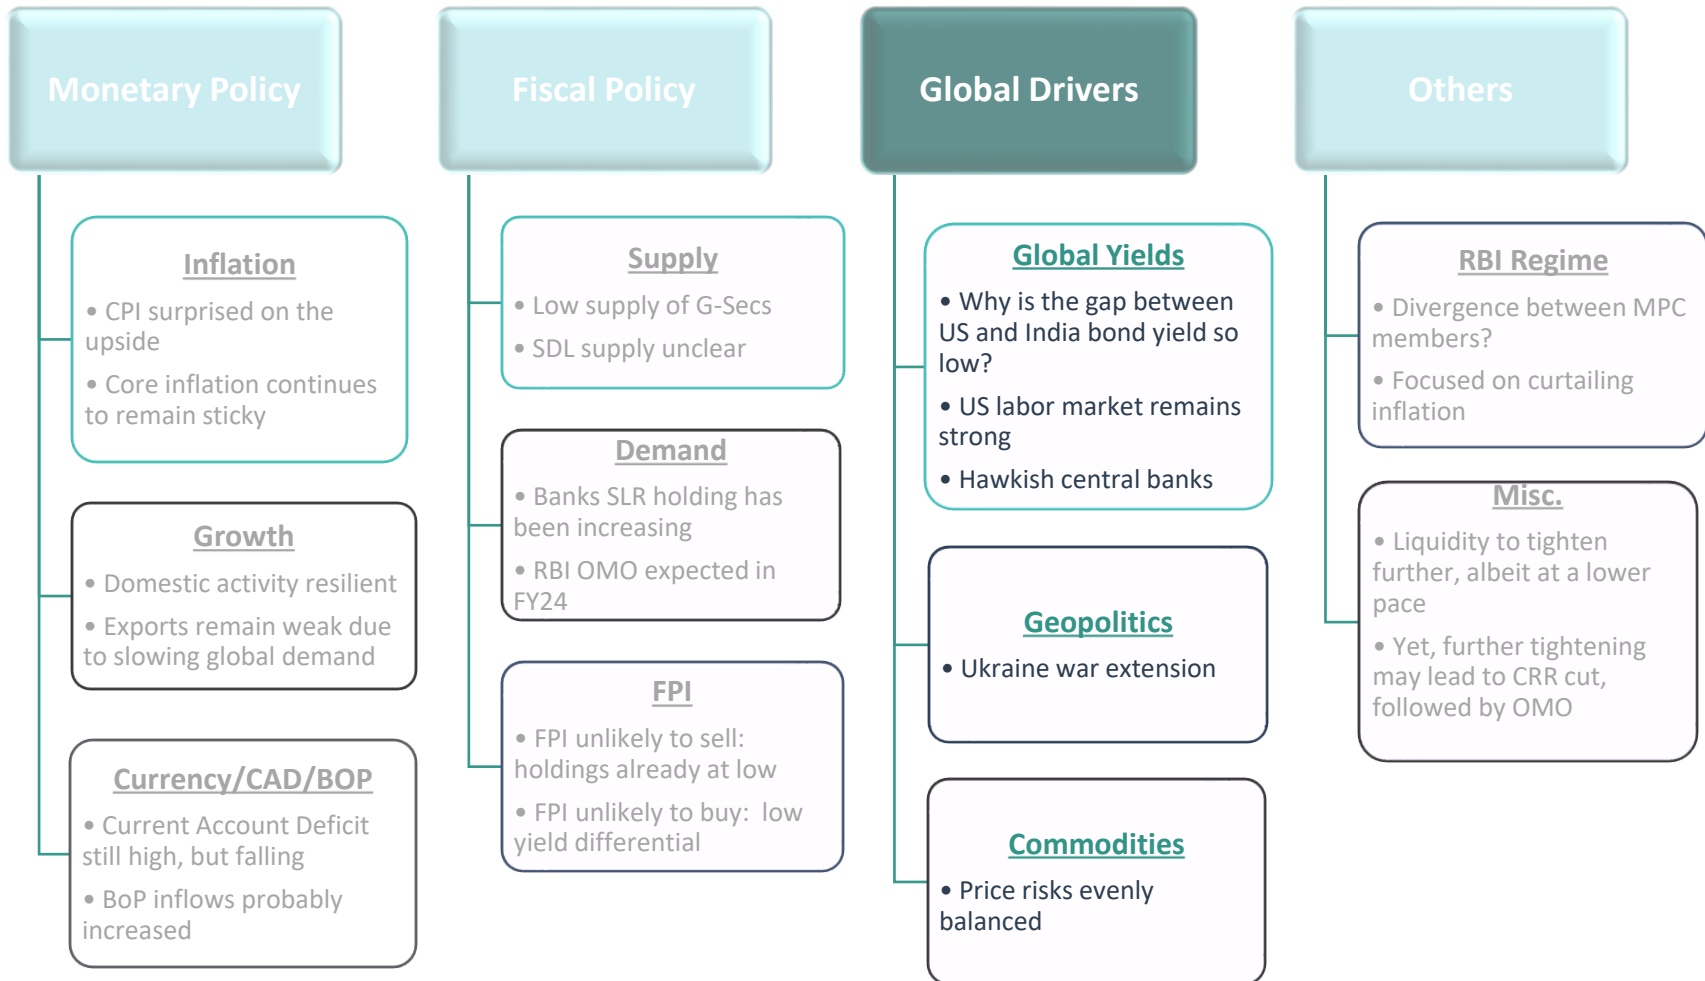 Monetary Policy
Inflation
• CPI surprised on the
upside
• Core inflation continues
to remain sticky
Growth
• Domestic activity resilient
• Exports remain weak due
to slowing global demand
Currency/CAD/BOP
• Current Account Deficit
still high, but falling
• BoP inflows probably
increased
Fiscal Policy
Supply
• Low supply of G-Secs
• SDL supply unclear
Demand
• Banks SLR holding has
been increasing
• RBI OMO expected in
FY24
FPI
• FPI unlikely to sell:
holdings already at low
• FPI unlikely to buy: low
yield differential
Global Drivers
Global Yields
• Why is the gap between
US and India bond yield so
low?
• US labor market remains
strong
• Hawkish central banks
Geopolitics
• Ukraine war extension
Commodities
• Price risks evenly
balanced
Others
RBI Regime
• Divergence between MPC
members?
• Focused on curtailing
inflation
Misc.
• Liquidity to tighten
further, albeit at a lower
pace
• Yet, further tightening
may lead to CRR cut,
followed by OMO